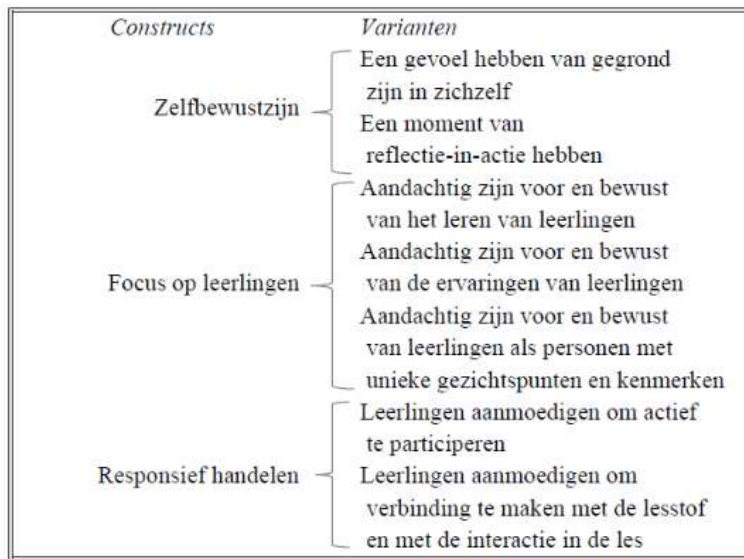 Constructs Varianten
Een gevoel hebben van gegrond
zijn in zichzelf
Zelfbewustzijn
Een moment van
reflectie-in-actie hebben
Aandachtig zijn voor en bewust
van het leren van leerlingen
Aandachtig zijn voor en bewust
Focus op leerlingen
van de ervaringen van leerlingen
Aandachtig zijn voor en bewust
van leerlingen als personen met
unieke gezichtspunten en kenmerken
Leerlingen aanmoedigen om actief
te participeren
Responsief handelen
Leerlingen aanmoedigen om
verbinding te maken met de lesstof
en met de interactie in de les